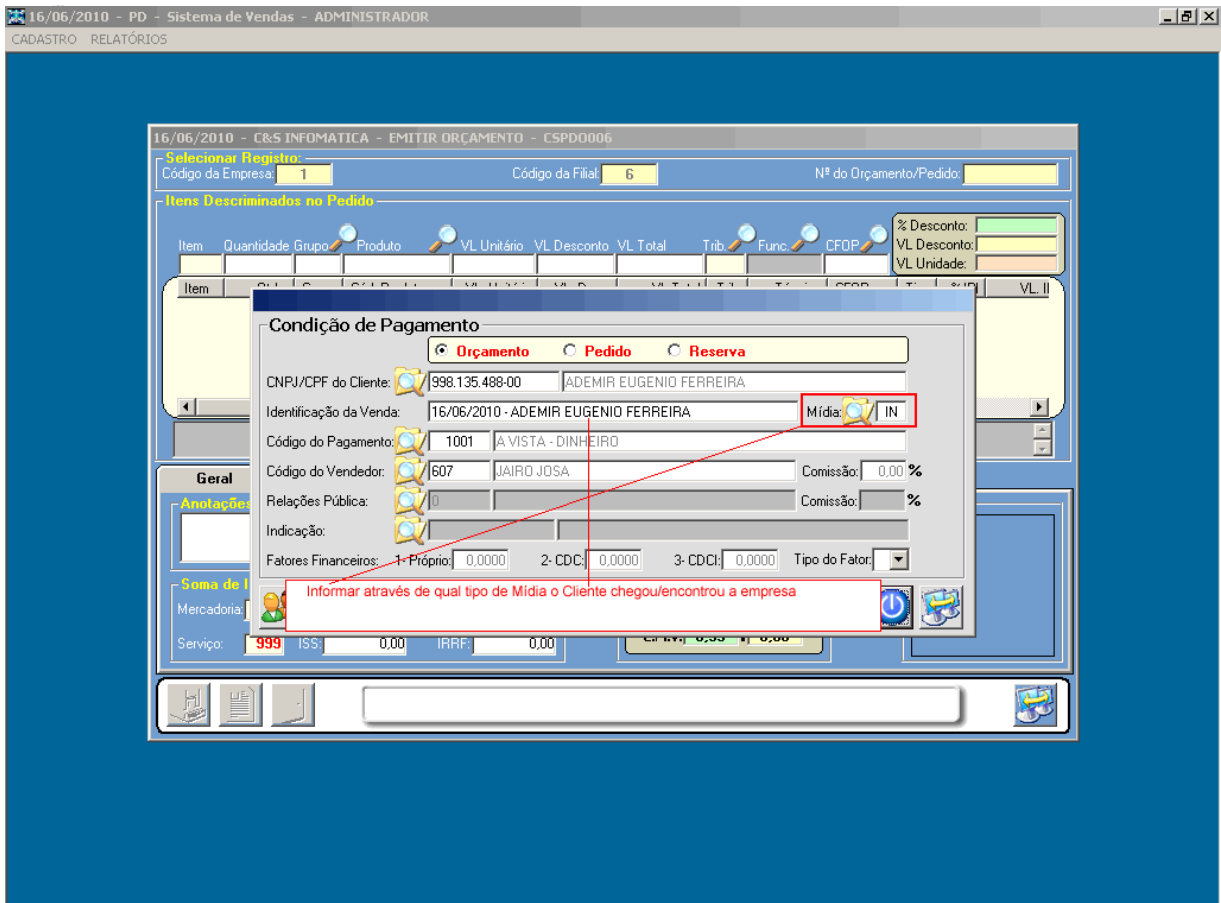 16/06/2010 - PD - Sistema de Vendas - ADMINISTRADOR
CADASTRO RELATÓRIOS
16/06/2010 - C&S INFOMATICA - EMITIR ORÇAMENTO - CSPD0006
Selecionar Registro:
Código da Empresa: 1 Código da Filial: 6 Nº do Orçamento/Pedido:
Itens Descriminados no Pedido
% Desconto:
Item Quantidade Grupo Produto VL Unitário VL Desconto VL Total Trib. Func. CFOP VL Desconto:
VL Unidade:
Item VL. II
Condição de Pagamento
Orçamento Pedido Reserva
CNPJ/CPF do Cliente: 998.135.488-00 ADEMIR EUGENIO FERREIRA
Identificação da Venda: 16/06/2010 - ADEMIR EUGENIO FERREIRA Mídia: IN
Código do Pagamento: 1001 A VISTA - DINHEIRO
Código do Vendedor: 607 JAIRO JOSA Comissão: 0,00 %
Geral
Relações Pública: 0 Comissão: %
Anotações
Indicação:
Fatores Financeiros: 1- Próprio: 0,0000 2- CDC: 0,0000 3- CDCI: 0,0000 Tipo do Fator:
Soma de I
Informar através de qual tipo de Mídia o Cliente chegou/encontrou a empresa
Mercadoria:
Serviço: 999 ISS: 0,00 IRRF: 0,00